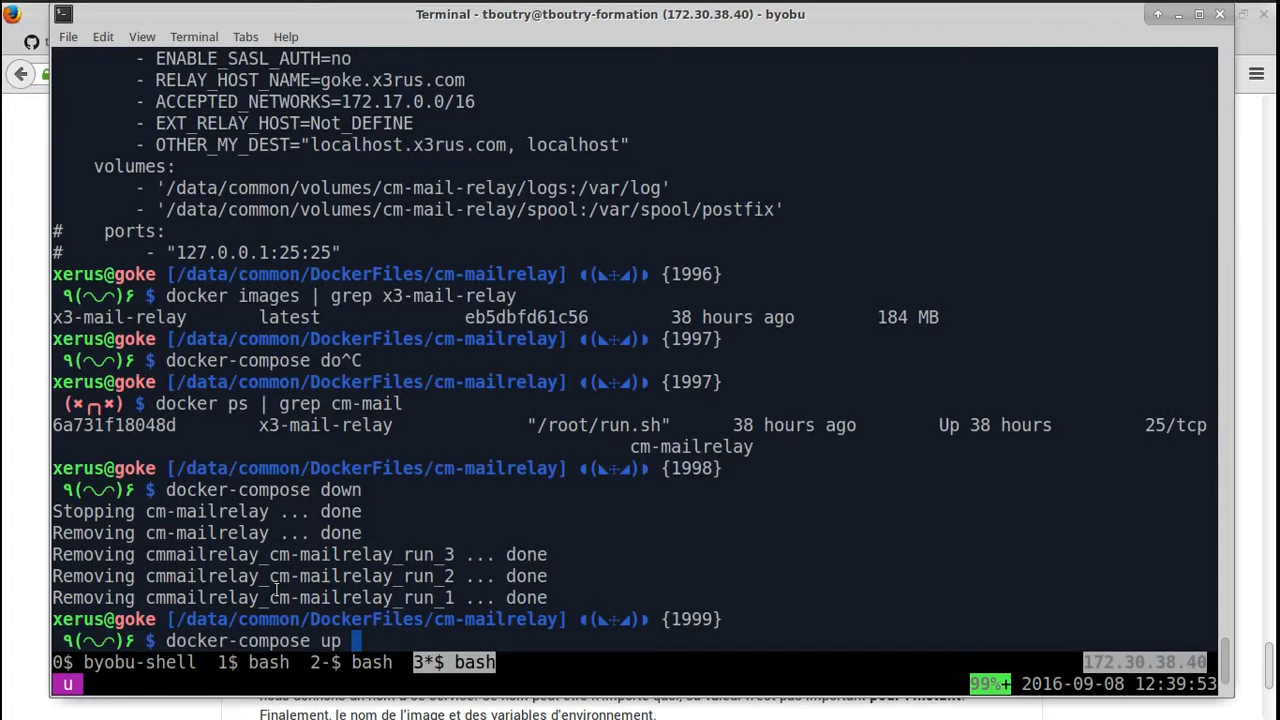 Terminal - tboutry@tboutry-formation (172.30.38.40) - byobu
File Edit View Terminal Tabs Help
- ENABLE_SASL_AUTH=no
- RELAY_HOST_NAME=goke.x3rus.com
- ACCEPTED_NETWORKS=172.17.0.0/16
- EXT_RELAY_HOST=Not_DEFINE
- OTHER_MY_DEST="localhost.x3rus.com, localhost"
volumes:
- '/data/common/volumes/cm-mail-relay/logs:/var/log'
- '/data/common/volumes/cm-mail-relay/spool:/var/spool/postfix'
# ports:
# - "127.0.0.1:25:25"
xerus@goke [/data/common/DockerFiles/cm-mailrelay] {1996}
$ docker images | grep x3-mail-relay
x3-mail-relay latest eb5dbfd61c56 38 hours ago 184 MB
xerus@goke [/data/common/DockerFiles/cm-mailrelay] {1997}
$ docker-compose do^C
xerus@goke [/data/common/DockerFiles/cm-mailrelay] {1997}
$ docker ps | grep cm-mail
6a731f18048d x3-mail-relay "/root/run.sh" 38 hours ago Up 38 hours 25/tcp
cm-mailrelay
xerus@goke [/data/common/DockerFiles/cm-mailrelay] {1998}
$ docker-compose down
Stopping cm-mailrelay ... done
Removing cm-mailrelay ... done
Removing cmmailrelay_cm-mailrelay_run_3 ... done
Removing cmmailrelay_cm-mailrelay_run_2 ... done
Removing cmmailrelay_cm-mailrelay_run_1 ... done
xerus@goke [/data/common/DockerFiles/cm-mailrelay] {1999}
$ docker-compose up
0$ byobu-shell 1$ bash 2-$ bash 3*$ bash 172.30.38.40
u 99%+ 2016-09-08 12:39:53
Finalement, le nom de l'image et des variables d'environnement.